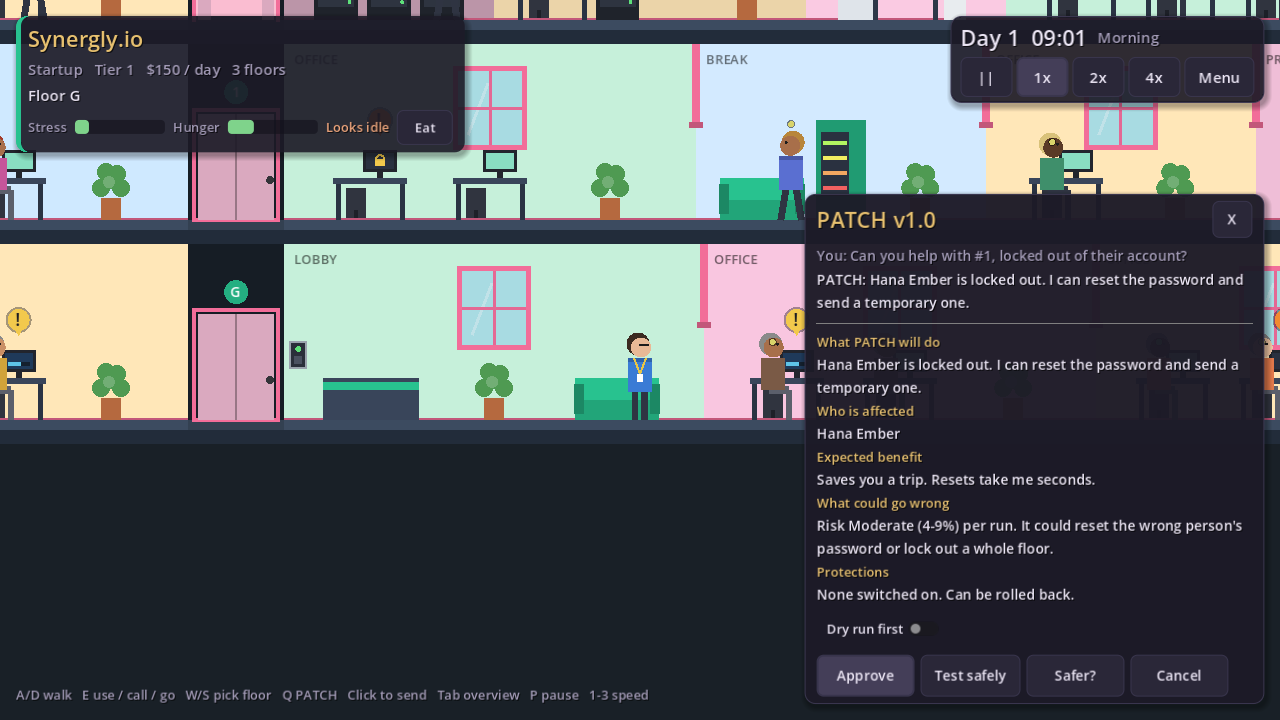 Synergly.io
Startup Tier 1 $150 / day 3 floors
Floor G
Stress Hunger Looks idle Eat
OFFICE
BREAK
Day 1 09:01 Morning
|| 1x 2x 4x Menu
PR
G
LOBBY
OFFICE
!
!
PATCH v1.0
X
You: Can you help with #1, locked out of their account?
PATCH: Hana Ember is locked out. I can reset the password and
send a temporary one.
What PATCH will do
Hana Ember is locked out. I can reset the password and send a
temporary one.
Who is affected
Hana Ember
Expected benefit
Saves you a trip. Resets take me seconds.
What could go wrong
Risk Moderate (4-9%) per run. It could reset the wrong person's
password or lock out a whole floor.
Protections
None switched on. Can be rolled back.
Dry run first
Approve Test safely Safer? Cancel
A/D walk E use / call / go W/S pick floor Q PATCH Click to send Tab overview P pause 1-3 speed